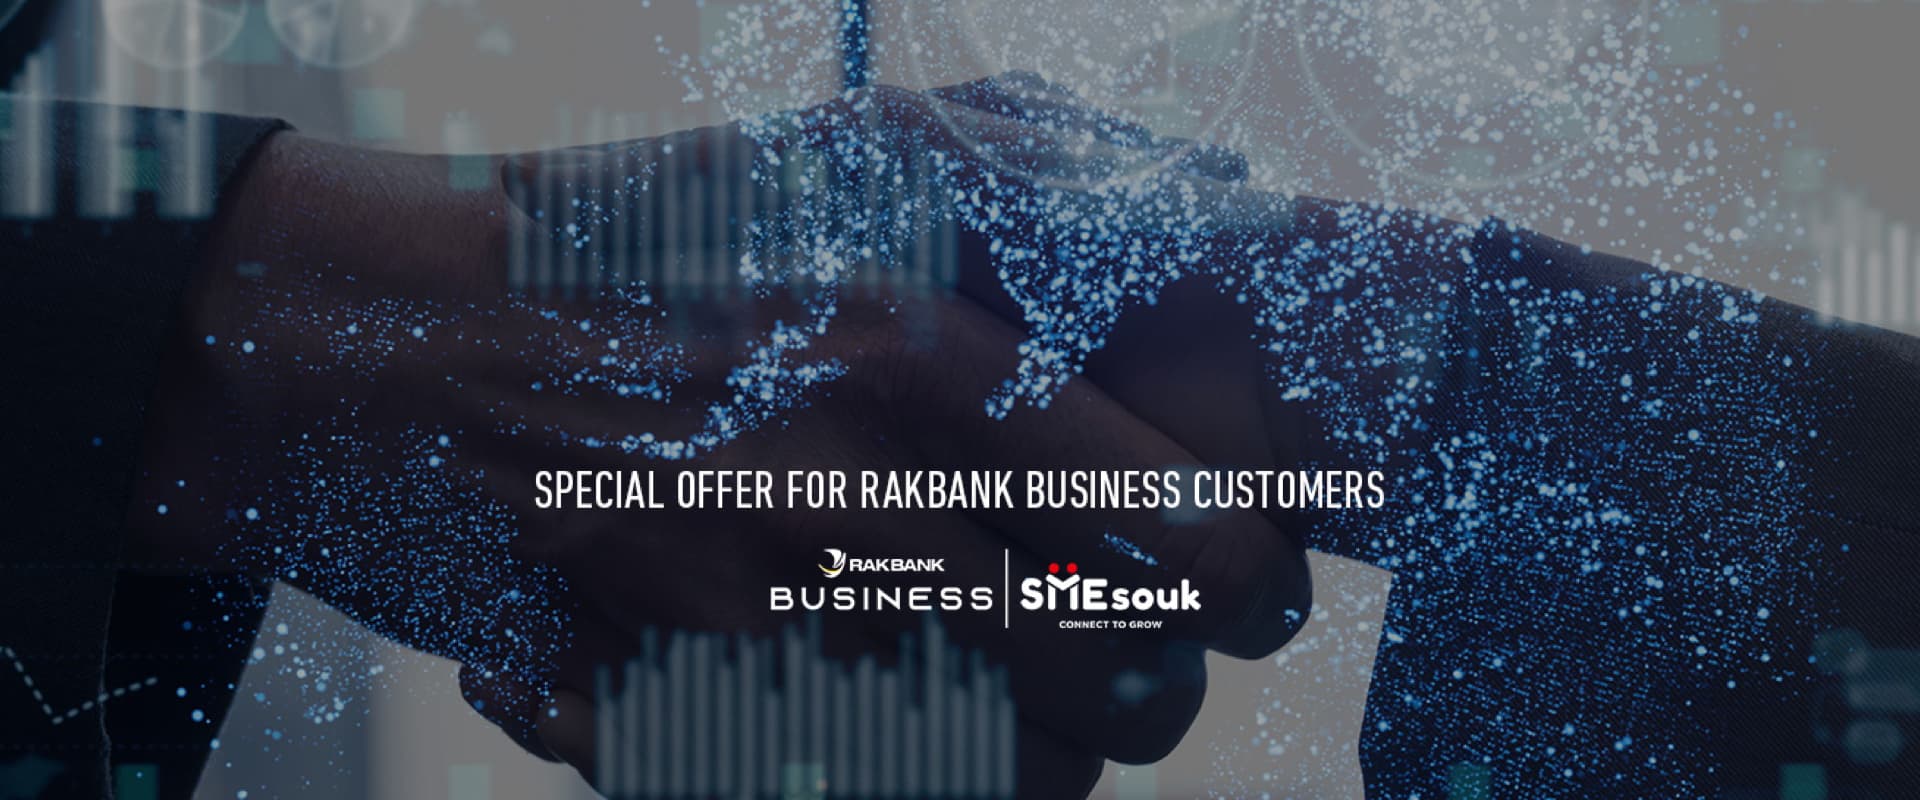 SPECIAL OFFER FOR RAKBANK BUSINESS CUSTOMERS
RAKBANK
BUSINESS
SMEsouk
CONNECT TO GROW